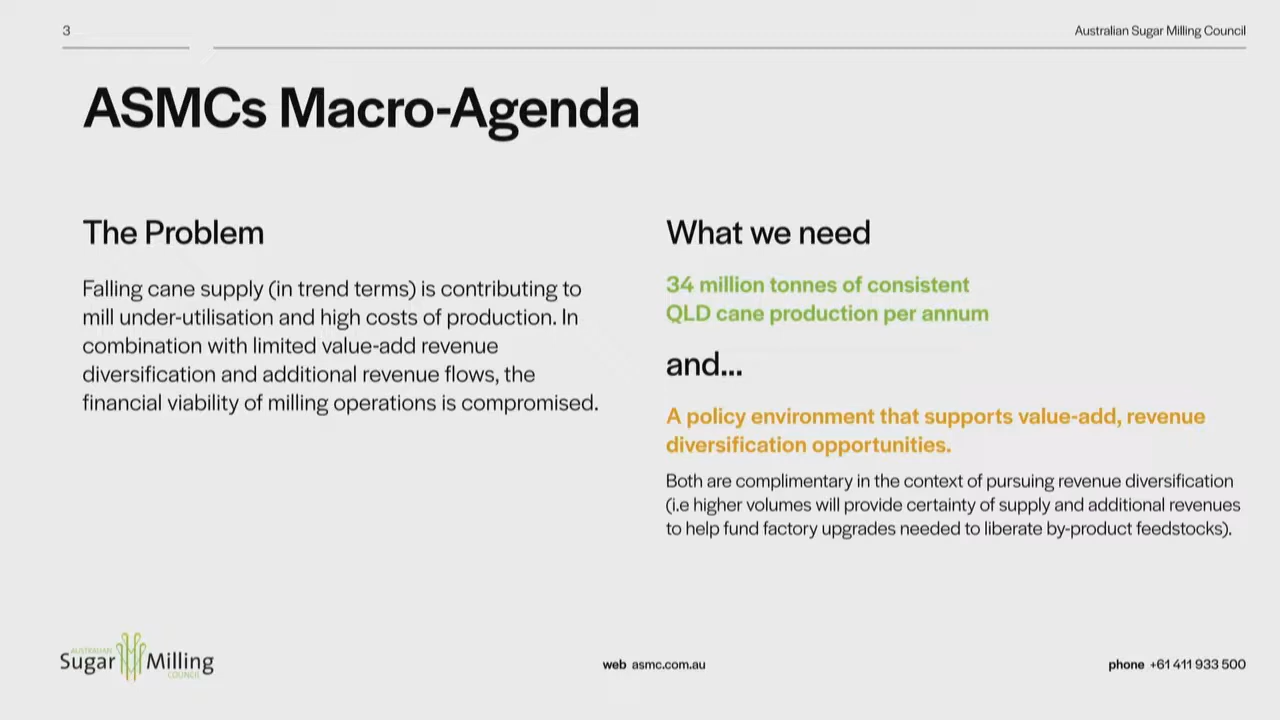 3
Australian Sugar Milling Council
ASMCs Macro-Agenda
The Problem
Falling cane supply (in trend terms) is contributing to
mill under-utilisation and high costs of production. In
combination with limited value-add revenue
diversification and additional revenue flows, the
financial viability of milling operations is compromised.
What we need
34 million tonnes of consistent
QLD cane production per annum
and...
A policy environment that supports value-add, revenue
diversification opportunities.
Both are complimentary in the context of pursuing revenue diversification
(i.e higher volumes will provide certainty of supply and additional revenues
to help fund factory upgrades needed to liberate by-product feedstocks).
AUSTRALIAN
Sugar Milling
COUNCIL
web asmc.com.au
phone +61 411 933 500